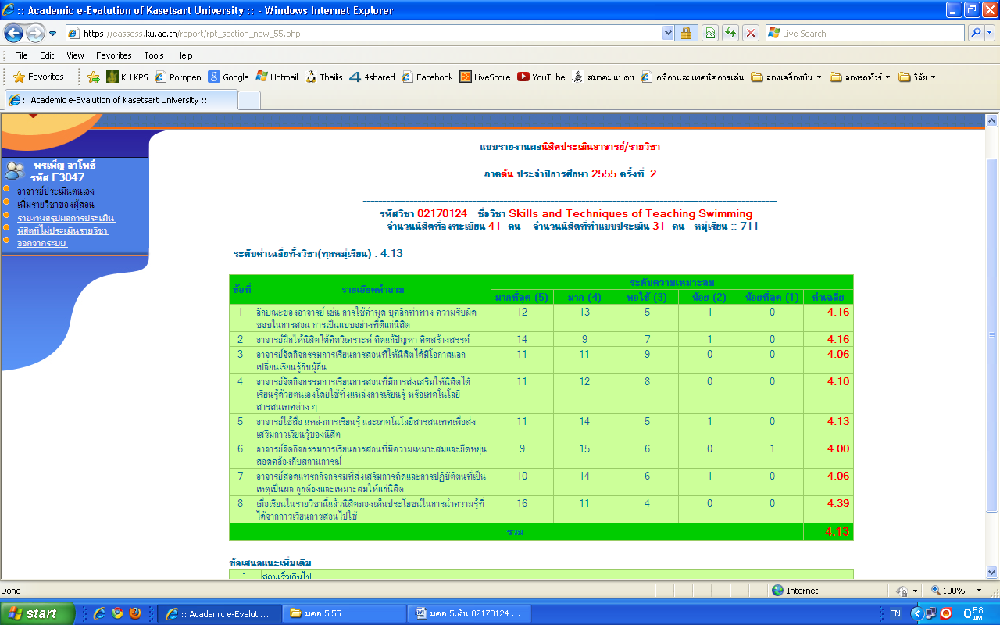 :: Academic e-Evalution of Kasetsart University :: - Windows Internet Explorer
https://eassess.ku.ac.th/report/rpt_section_new_55.php
Live Search
File Edit View Favorites Tools Help
Favorites KU KPS Pornpen Google Hotmail Thailis 4shared Facebook LiveScore YouTube สมาคมแบดฯ กติกาและเทคนิคการเล่น จองเครื่องบิน จองรถทัวร์ วิจัย
:: Academic e-Evalution of Kasetsart University ::
พรเพ็ญ ลาโพธิ์
รหัส F3047
อาจารย์ประเมินตนเอง
เพิ่มรายวิชาของผู้สอน
รายงานสรุปผลการประเมิน
นิสิตที่ไม่ประเมินรายวิชา
ออกจากระบบ
แบบรายงานผลนิสิตประเมินอาจารย์/รายวิชา
ภาคต้น ประจำปีการศึกษา 2555 ครั้งที่ 2
รหัสวิชา 02170124 ชื่อวิชา Skills and Techniques of Teaching Swimming
จำนวนนิสิตที่ลงทะเบียน 41 คน จำนวนนิสิตที่ทำแบบประเมิน 31 คน หมู่เรียน :: 711
ระดับค่าเฉลี่ยทั้งวิชา(ทุกหมู่เรียน) : 4.13
ข้อที่ รายเอียดคำถาม ระดับความเหมาะสม
มากที่สุด (5) มาก (4) พอใช้ (3) น้อย (2) น้อยที่สุด (1) ค่าเฉลี่ย
1 ลักษณะของอาจารย์ เช่น การใช้คำพูด บุคลิกท่าทาง ความรับผิด 12 13 5 1 0 4.16
ชอบในการสอน การเป็นแบบอย่างที่ดีแก่นิสิต
2 อาจารย์ฝึกให้นิสิตได้คิดวิเคราะห์ คิดแก้ปัญหา คิดสร้างสรรค์ 14 9 7 1 0 4.16
3 อาจารย์จัดกิจกรรมการเรียนการสอนที่ให้นิสิตได้มีโอกาสแลก 11 11 9 0 0 4.06
เปลี่ยนเรียนรู้กับผู้อื่น
4 อาจารย์จัดกิจกรรมการเรียนการสอนที่มีการส่งเสริมให้นิสิตได้ 11 12 8 0 0 4.10
เรียนรู้ด้วยตนเองโดยใช้ทั้งแหล่งการเรียนรู้ หรือเทคโนโลยี
สารสนเทศต่าง ๆ
5 อาจารย์ใช้สื่อ แหล่งการเรียนรู้ และเทคโนโลยีสารสนเทศเพื่อส่ง 11 14 5 1 0 4.13
เสริมการเรียนรู้ของนิสิต
6 อาจารย์จัดกิจกรรมการเรียนการสอนที่มีความเหมาะสมและยืดหยุ่น 9 15 6 0 1 4.00
สอดคล้องกับสถานการณ์
7 อาจารย์สอดแทรกกิจกรรมที่ส่งเสริมการคิดและการปฏิบัติตนที่เป็น 10 14 6 1 0 4.06
เหตุเป็นผล ถูกต้องและเหมาะสมให้แก่นิสิต
8 เมื่อเรียนในรายวิชานี้แล้วนิสิตมองเห็นประโยชน์ในการนำความรู้ที่ 16 11 4 0 0 4.39
ได้จากการเรียนการสอนไปใช้
รวม 4.13
ข้อเสนอแนะเพิ่มเติม
1 สอนเร็วเกินไป
Done Internet 100%
start :: Academic e-Evaluti... มคอ.5 55 มคอ.5.ต้น.02170124 ... EN 0:58 AM